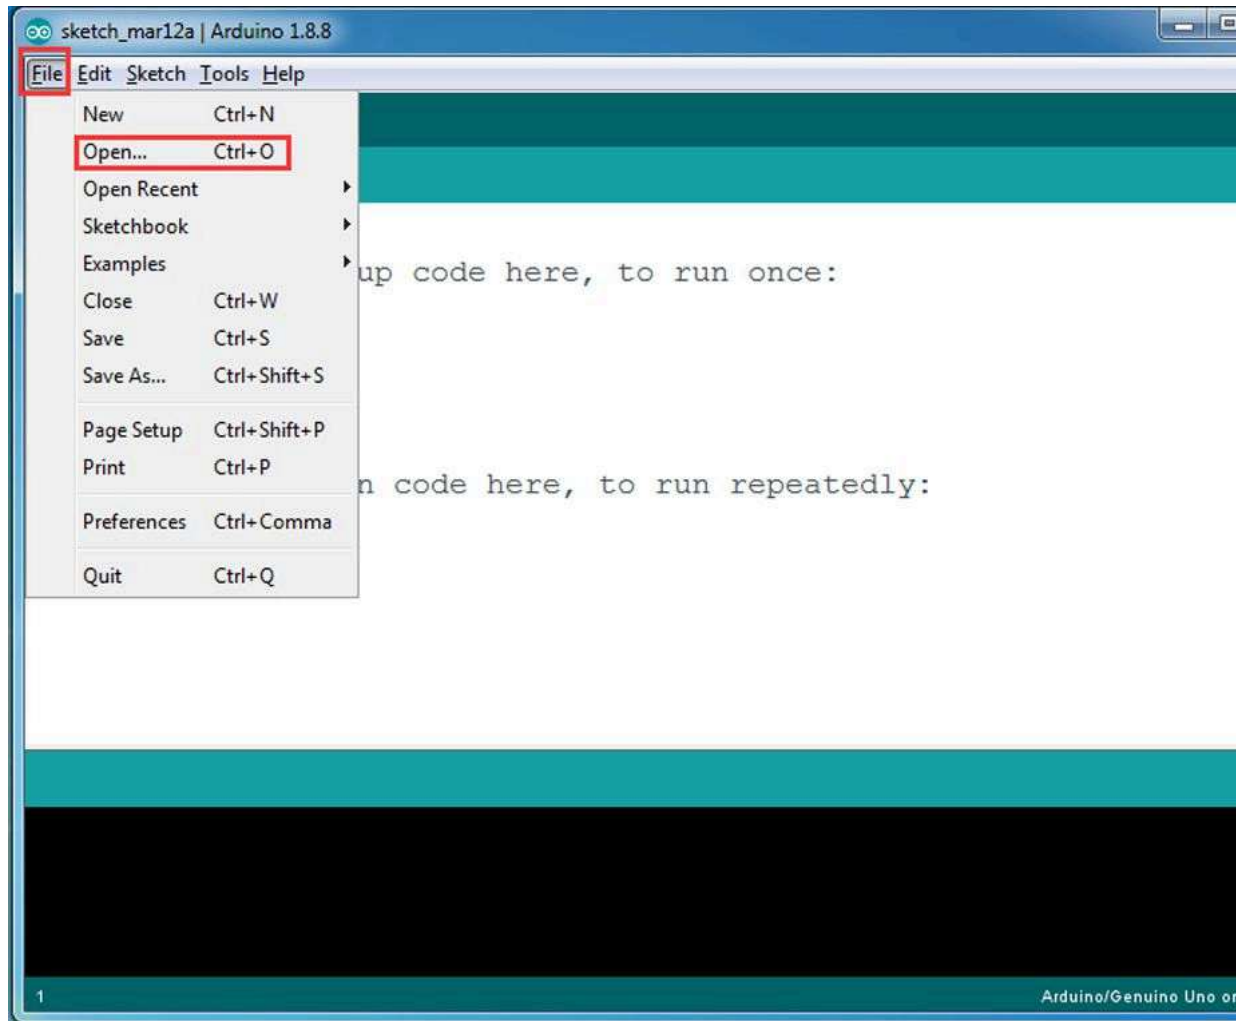 sketch_mar12a | Arduino 1.8.8
File Edit Sketch Tools Help
New Ctrl+N
Open... Ctrl+O
Open Recent
Sketchbook
Examples
Close Ctrl+W
Save Ctrl+S
Save As... Ctrl+Shift+S
Page Setup Ctrl+Shift+P
Print Ctrl+P
Preferences Ctrl+Comma
Quit Ctrl+Q
up code here, to run once:
n code here, to run repeatedly:
1
Arduino/Genuino Uno or